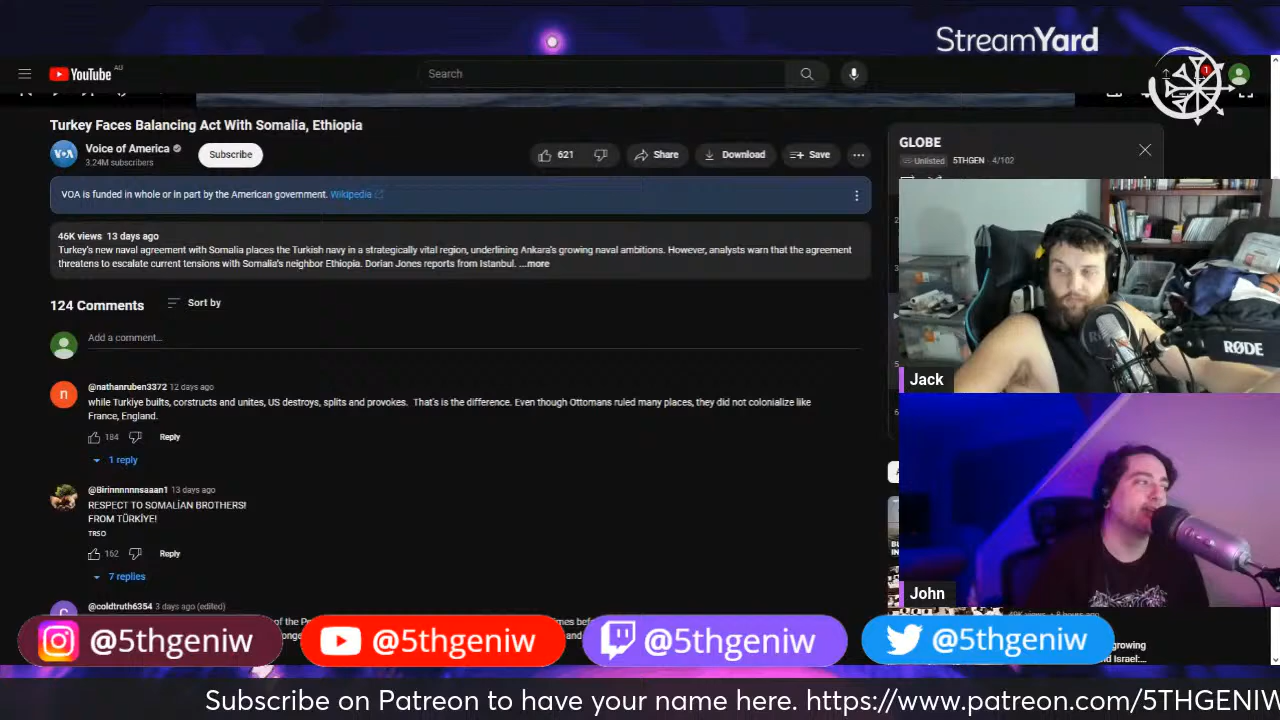 StreamYard
YouTube AU
Search
1
Turkey Faces Balancing Act With Somalia, Ethiopia
VOA
Voice of America
3.24M subscribers
Subscribe
621
Share
Download
Save
GLOBE
Unlisted 5THGEN - 4/102
VOA is funded in whole or in part by the American government. Wikipedia
46K views 13 days ago
Turkey's new naval agreement with Somalia places the Turkish navy in a strategically vital region, underlining Ankara's growing naval ambitions. However, analysts warn that the agreement
threatens to escalate current tensions with Somalia's neighbor Ethiopia. Dorian Jones reports from Istanbul. ...more
124 Comments
Sort by
Add a comment...
n
@nathanruben3372 12 days ago
while Turkiye builts, constructs and unites, US destroys, splits and provokes. That's is the difference. Even though Ottomans ruled many places, they did not colonialize like
France, England.
184 Reply
1 reply
@Birinnnnnnsaaan1 13 days ago
RESPECT TO SOMALİAN BROTHERS!
FROM TÜRKİYE!
TRSO
162 Reply
7 replies
@coldtruth6354 3 days ago (edited)
RØDE
Jack
John
growing
d Israel:...
@5thgeniw
@5thgeniw
@5thgeniw
@5thgeniw
Subscribe on Patreon to have your name here. https://www.patreon.com/5THGENIW